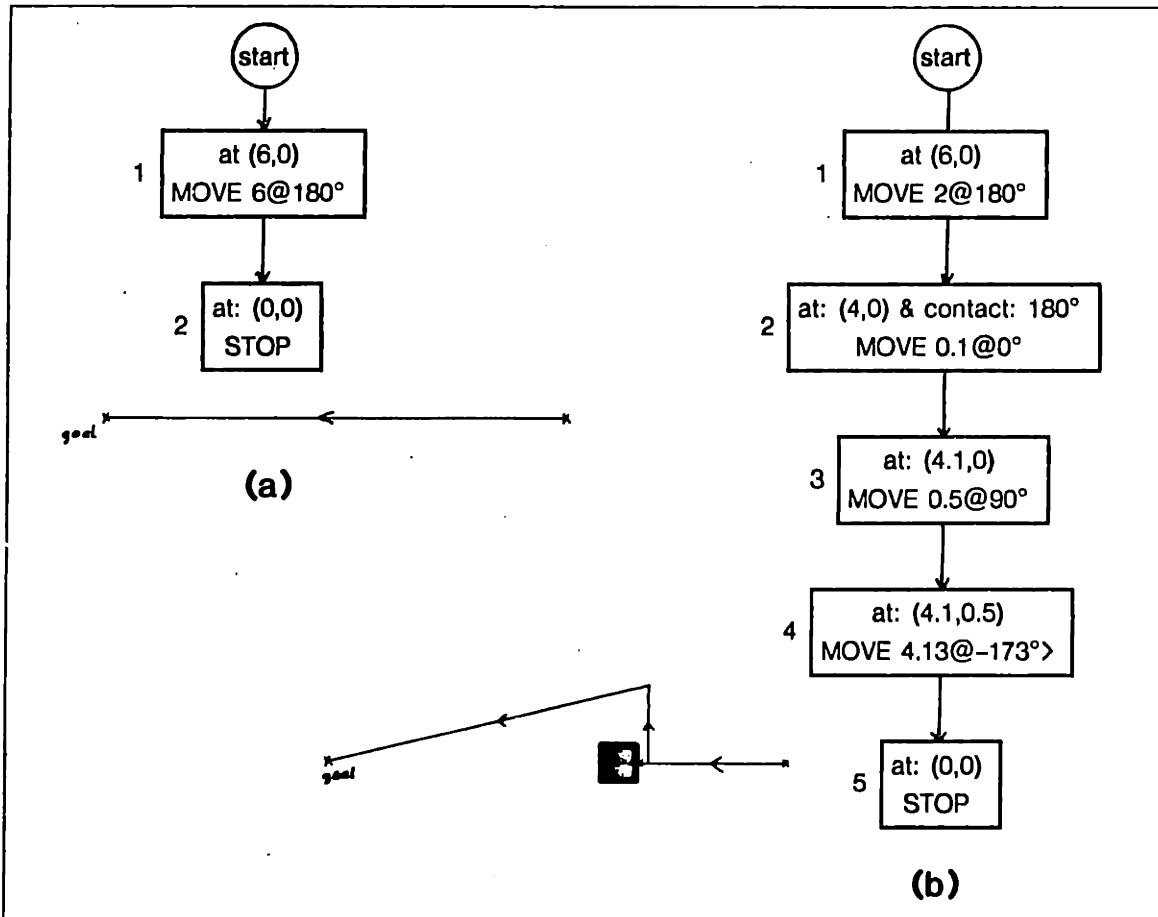 start
1
at (6,0)
MOVE 6@180°
2
at: (0,0)
STOP
goal
(a)
start
1
at (6,0)
MOVE 2@180°
2
at: (4,0) & contact: 180°
MOVE 0.1@0°
3
at: (4.1,0)
MOVE 0.5@90°
4
at: (4.1,0.5)
MOVE 4.13@-173°>
goal
5
at: (0,0)
STOP
(b)